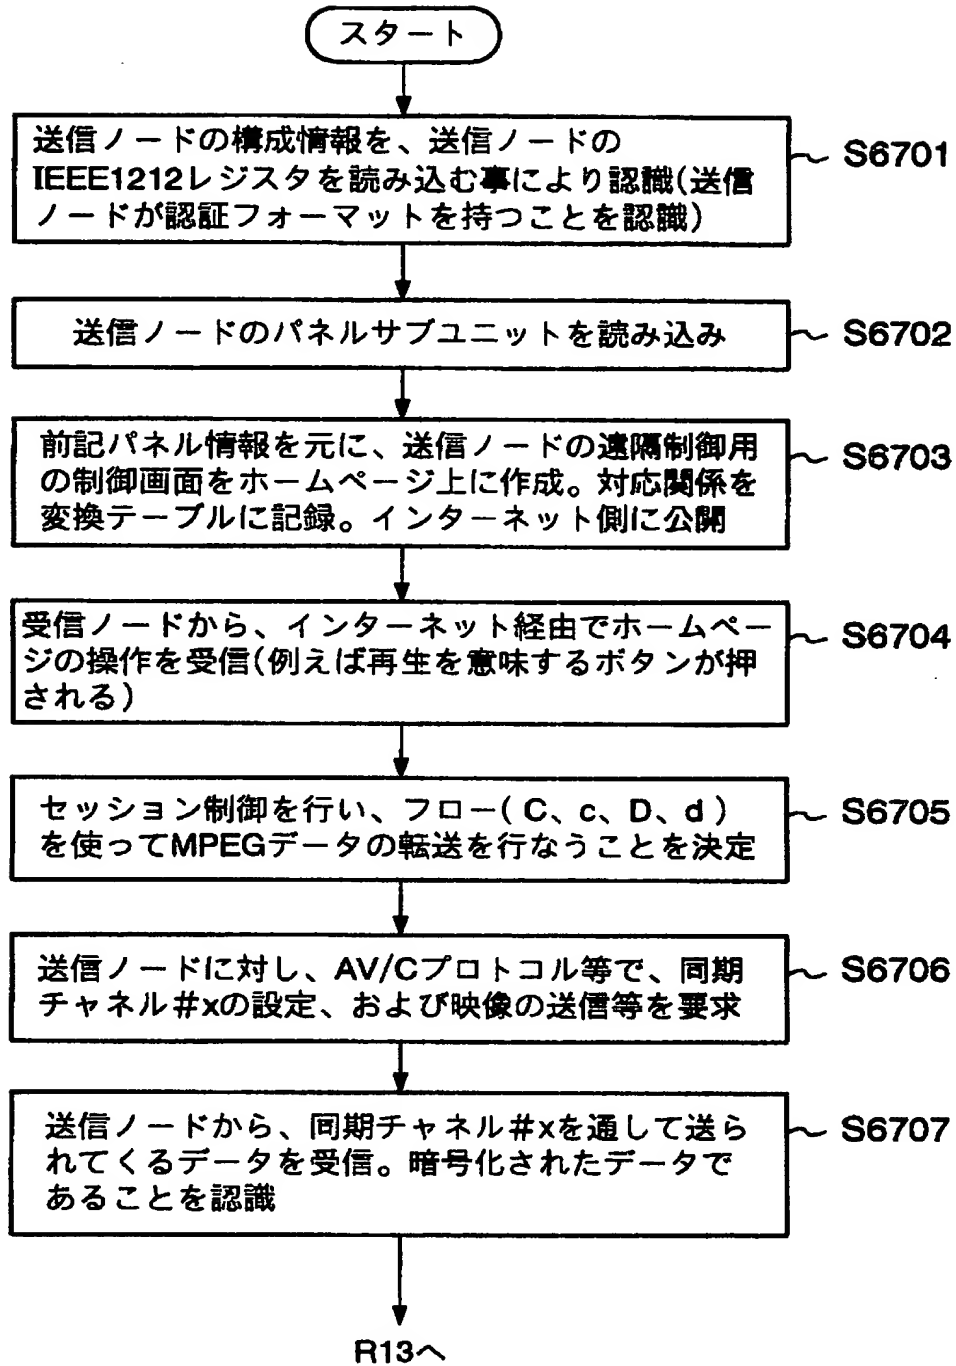 スタート
送信ノードの構成情報を、送信ノードの
IEEE1212レジスタを読み込む事により認識(送信
ノードが認証フォーマットを持つことを認識)
S6701
送信ノードのパネルサブユニットを読み込み
S6702
前記パネル情報を元に、送信ノードの遠隔制御用
の制御画面をホームページ上に作成。対応関係を
変換テーブルに記録。インターネット側に公開
S6703
受信ノードから、インターネット経由でホームペー
ジの操作を受信(例えば再生を意味するボタンが押
される)
S6704
セッション制御を行い、フロー(C、c、D、d)
を使ってMPEGデータの転送を行なうことを決定
S6705
送信ノードに対し、AV/Cプロトコル等で、同期
チャネル#xの設定、および映像の送信等を要求
S6706
送信ノードから、同期チャネル#xを通して送ら
れてくるデータを受信。暗号化されたデータで
あることを認識
S6707
R13へ